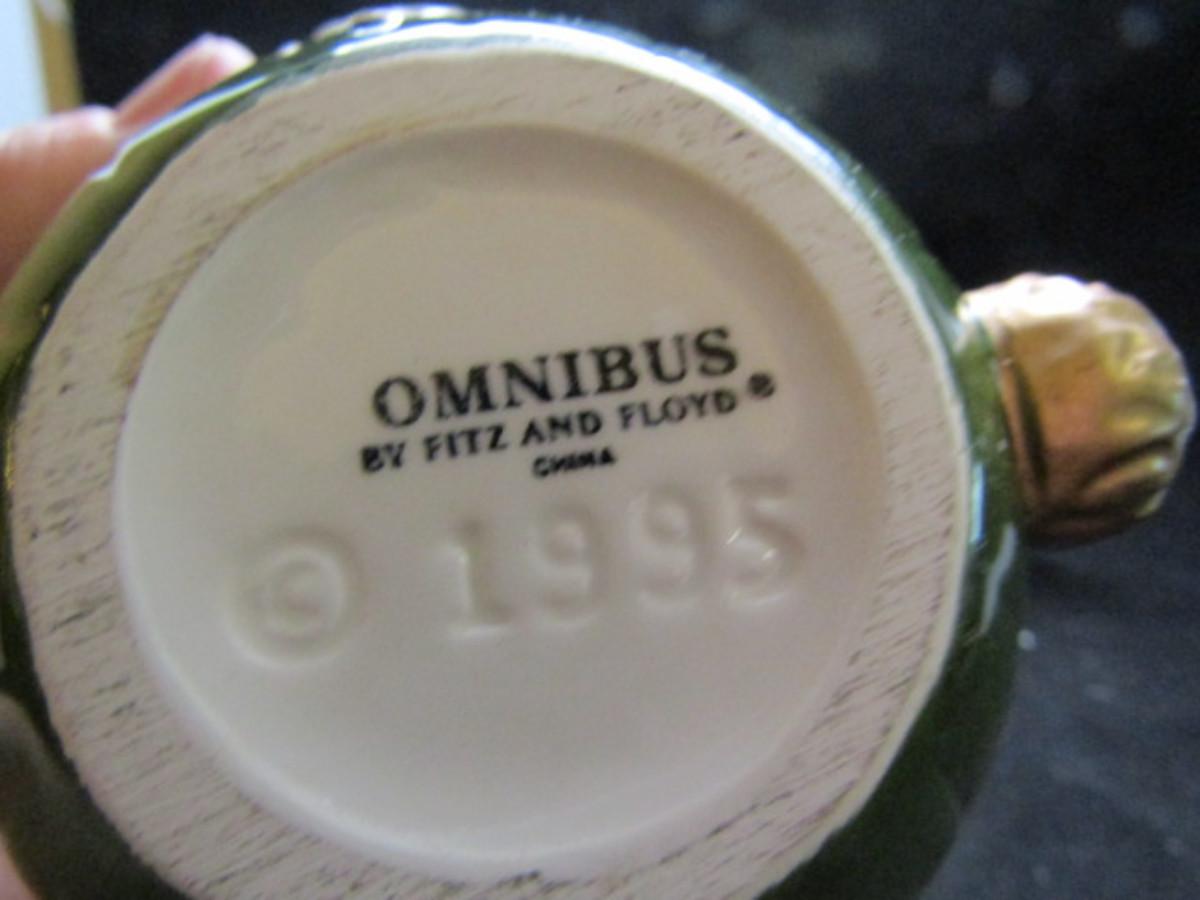 OMNIBUS
BY FITZ AND FLOYD®
CHINA
© 1995